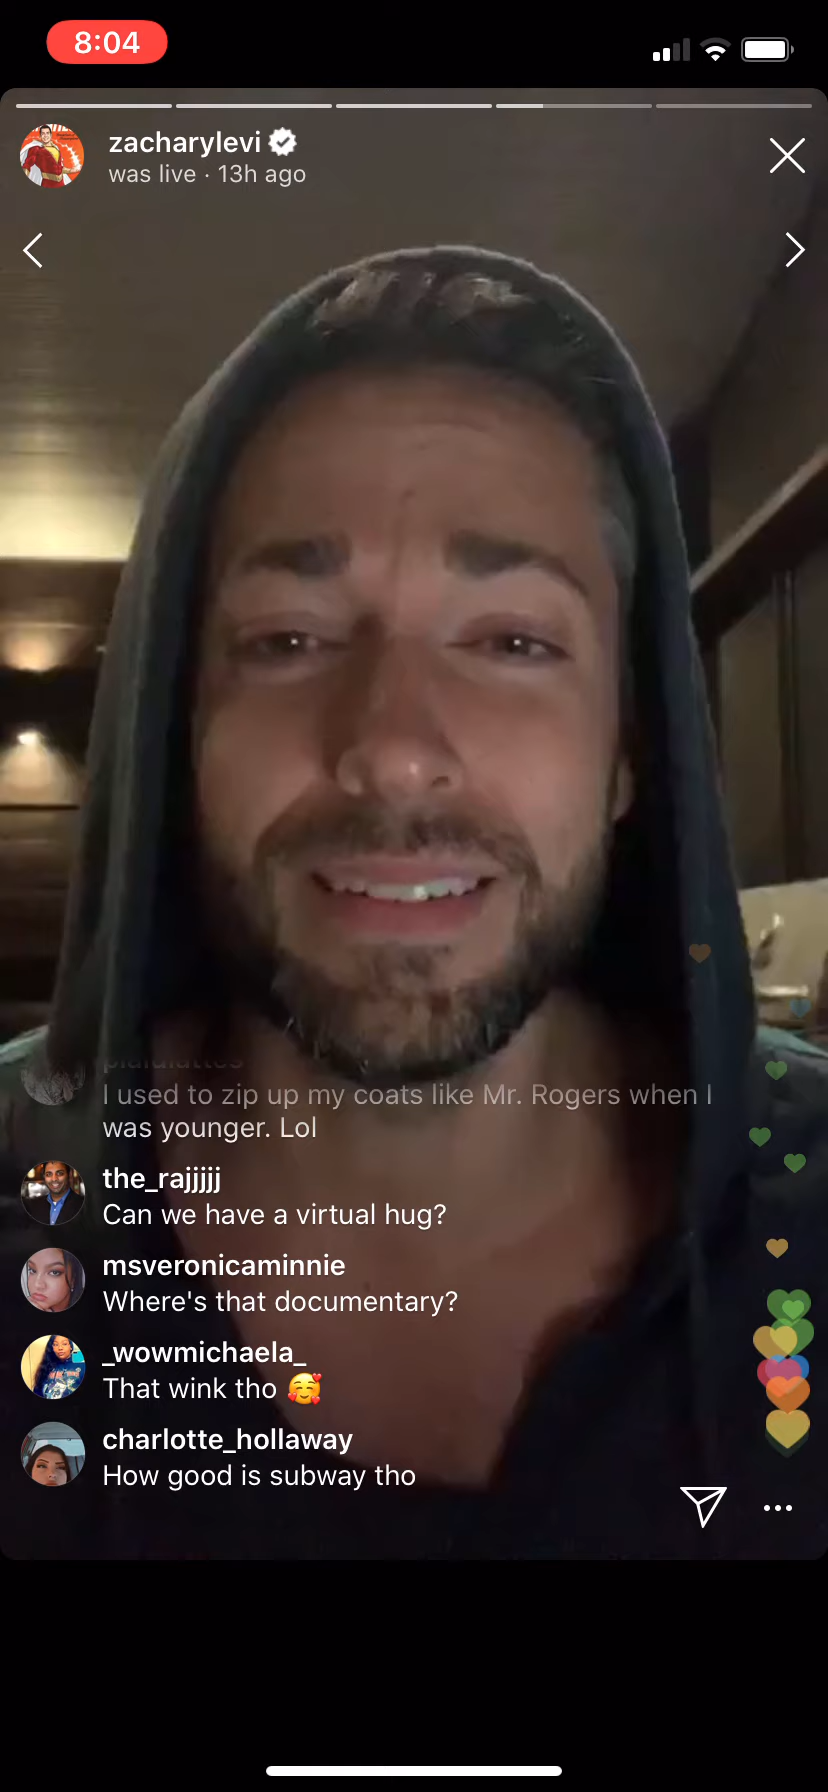 8:04
zacharylevi
was live · 13h ago
I used to zip up my coats like Mr. Rogers when I
was younger. Lol
the_rajjjjj
Can we have a virtual hug?
msveronicaminnie
Where's that documentary?
_wowmichaela_
That wink tho 🥰
charlotte_hollaway
How good is subway tho